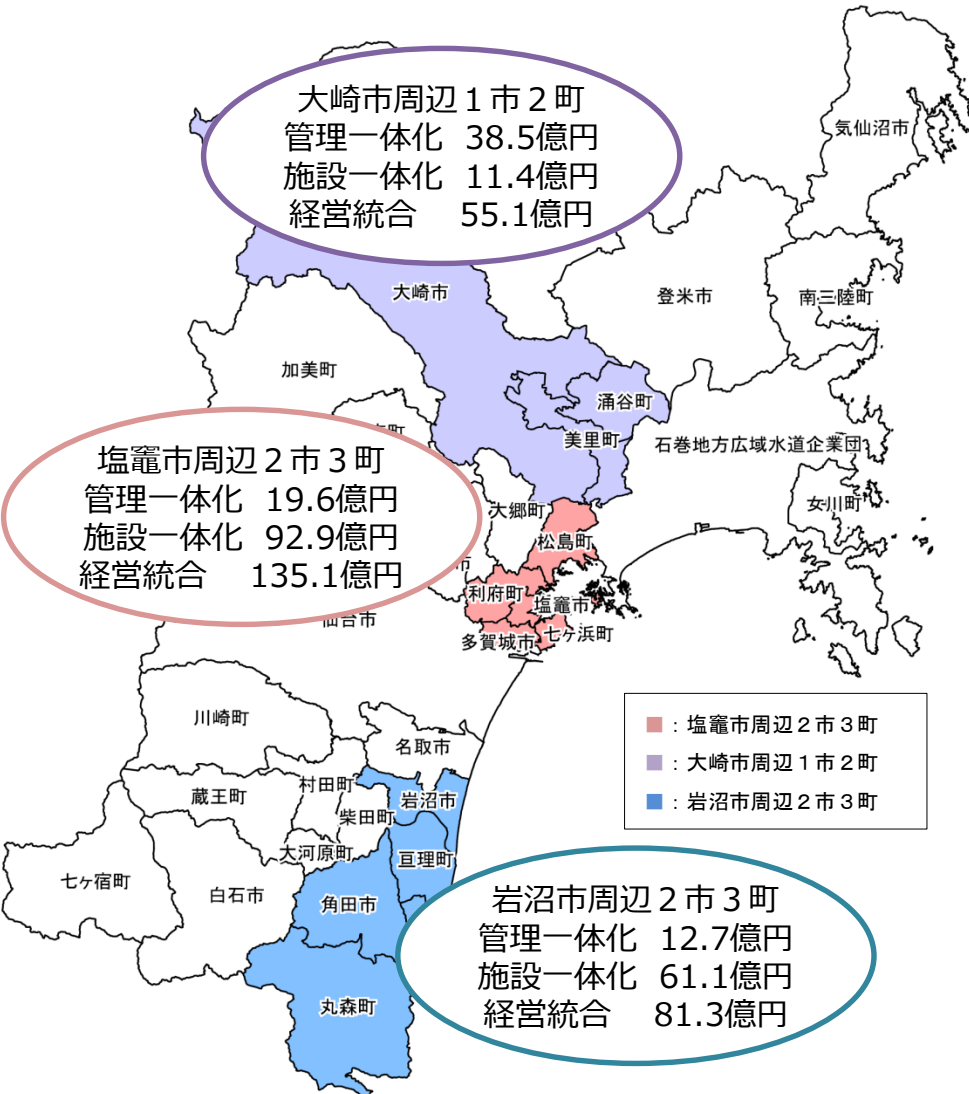 大崎市周辺１市２町
管理一体化 38.5億円
施設一体化 11.4億円
経営統合 55.1億円
気仙沼市
大崎市
登米市
南三陸町
加美町
涌谷町
美里町
石巻地方広域水道企業団
塩竈市周辺２市３町
管理一体化 19.6億円
施設一体化 92.9億円
経営統合 135.1億円
大郷町
女川町
松島町
利府町
塩竈市
仙台市
多賀城市
七ヶ浜町
川崎町
名取市
■：塩竈市周辺２市３町
■：大崎市周辺１市２町
■：岩沼市周辺２市３町
村田町
蔵王町
岩沼市
柴田町
大河原町
亘理町
七ヶ宿町
白石市
角田市
岩沼市周辺２市３町
管理一体化 12.7億円
施設一体化 61.1億円
経営統合 81.3億円
丸森町